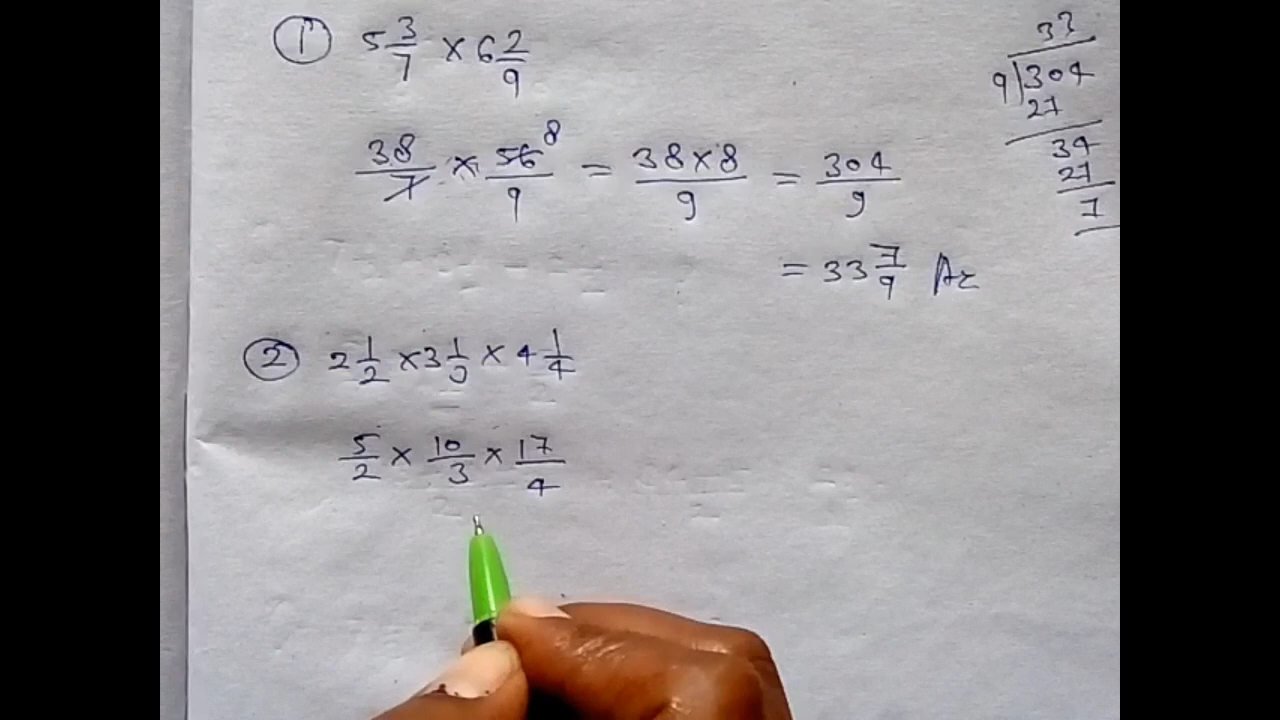 ① 5 3/7 × 6 2/9
38/7 × 56/9 8 = 38×8/9 = 304/9
= 33 7/9
33
9)304
27
34
27
7
② 2 1/2 × 3 1/3 × 4 1/4
5/2 × 10/3 × 17/4